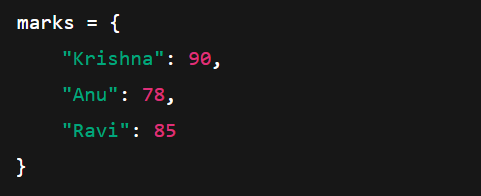 marks = {
    "Krishna": 90,
    "Anu": 78,
    "Ravi": 85
}